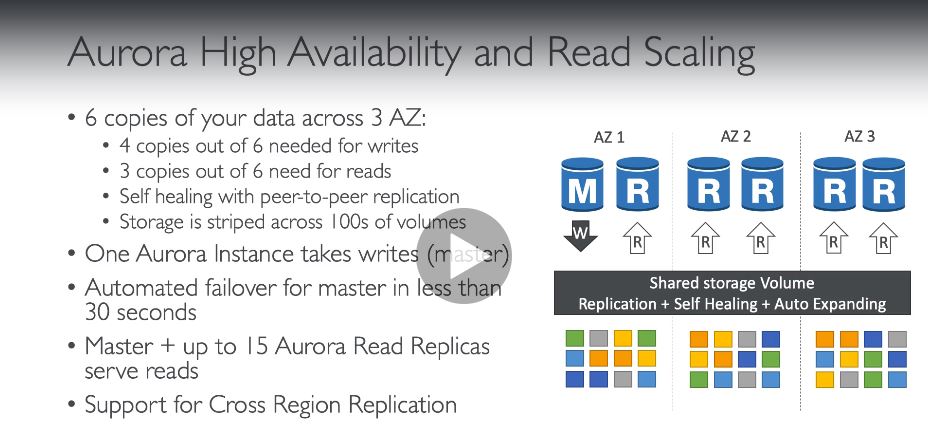 Aurora High Availability and Read Scaling
• 6 copies of your data across 3 AZ:
• 4 copies out of 6 needed for writes
• 3 copies out of 6 need for reads
• Self healing with peer-to-peer replication
• Storage is striped across 100s of volumes
• One Aurora Instance takes writes (master)
• Automated failover for master in less than
30 seconds
• Master + up to 15 Aurora Read Replicas
serve reads
• Support for Cross Region Replication
AZ 1 AZ 2 AZ 3
M R R R R R
W R R R R R
Shared storage Volume
Replication + Self Healing + Auto Expanding